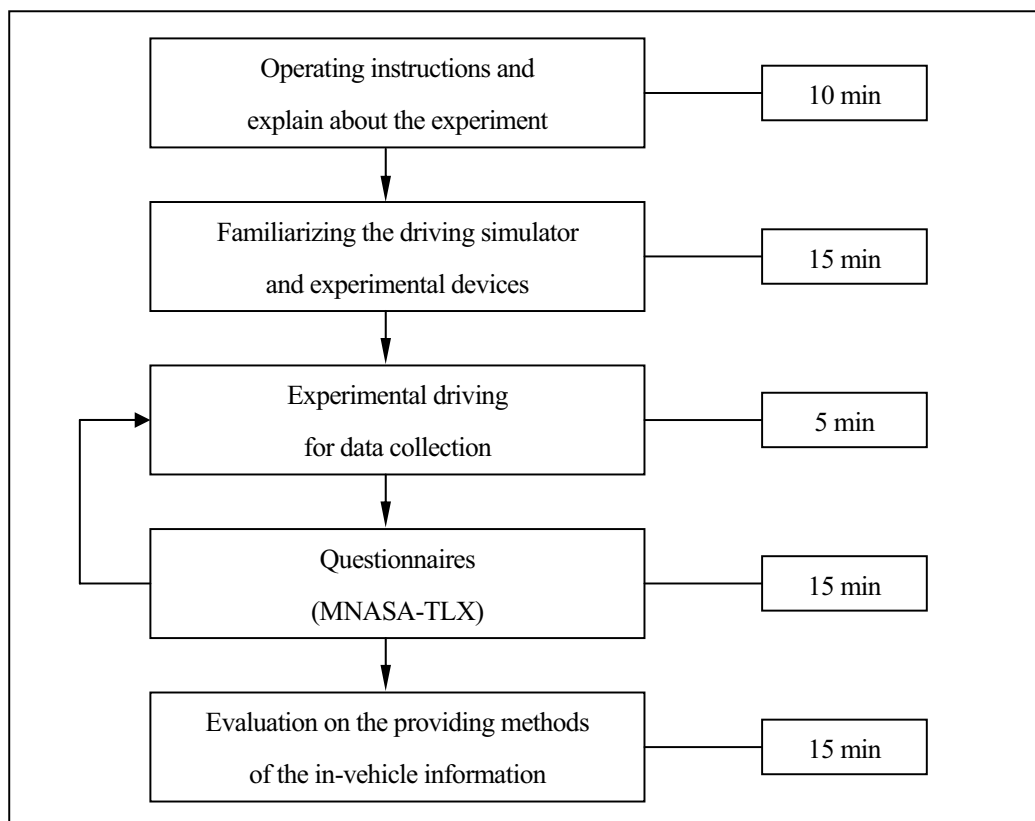 Operating instructions and
explain about the experiment
10 min
Familiarizing the driving simulator
and experimental devices
15 min
Experimental driving
for data collection
5 min
Questionnaires
(MNASA-TLX)
15 min
Evaluation on the providing methods
of the in-vehicle information
15 min